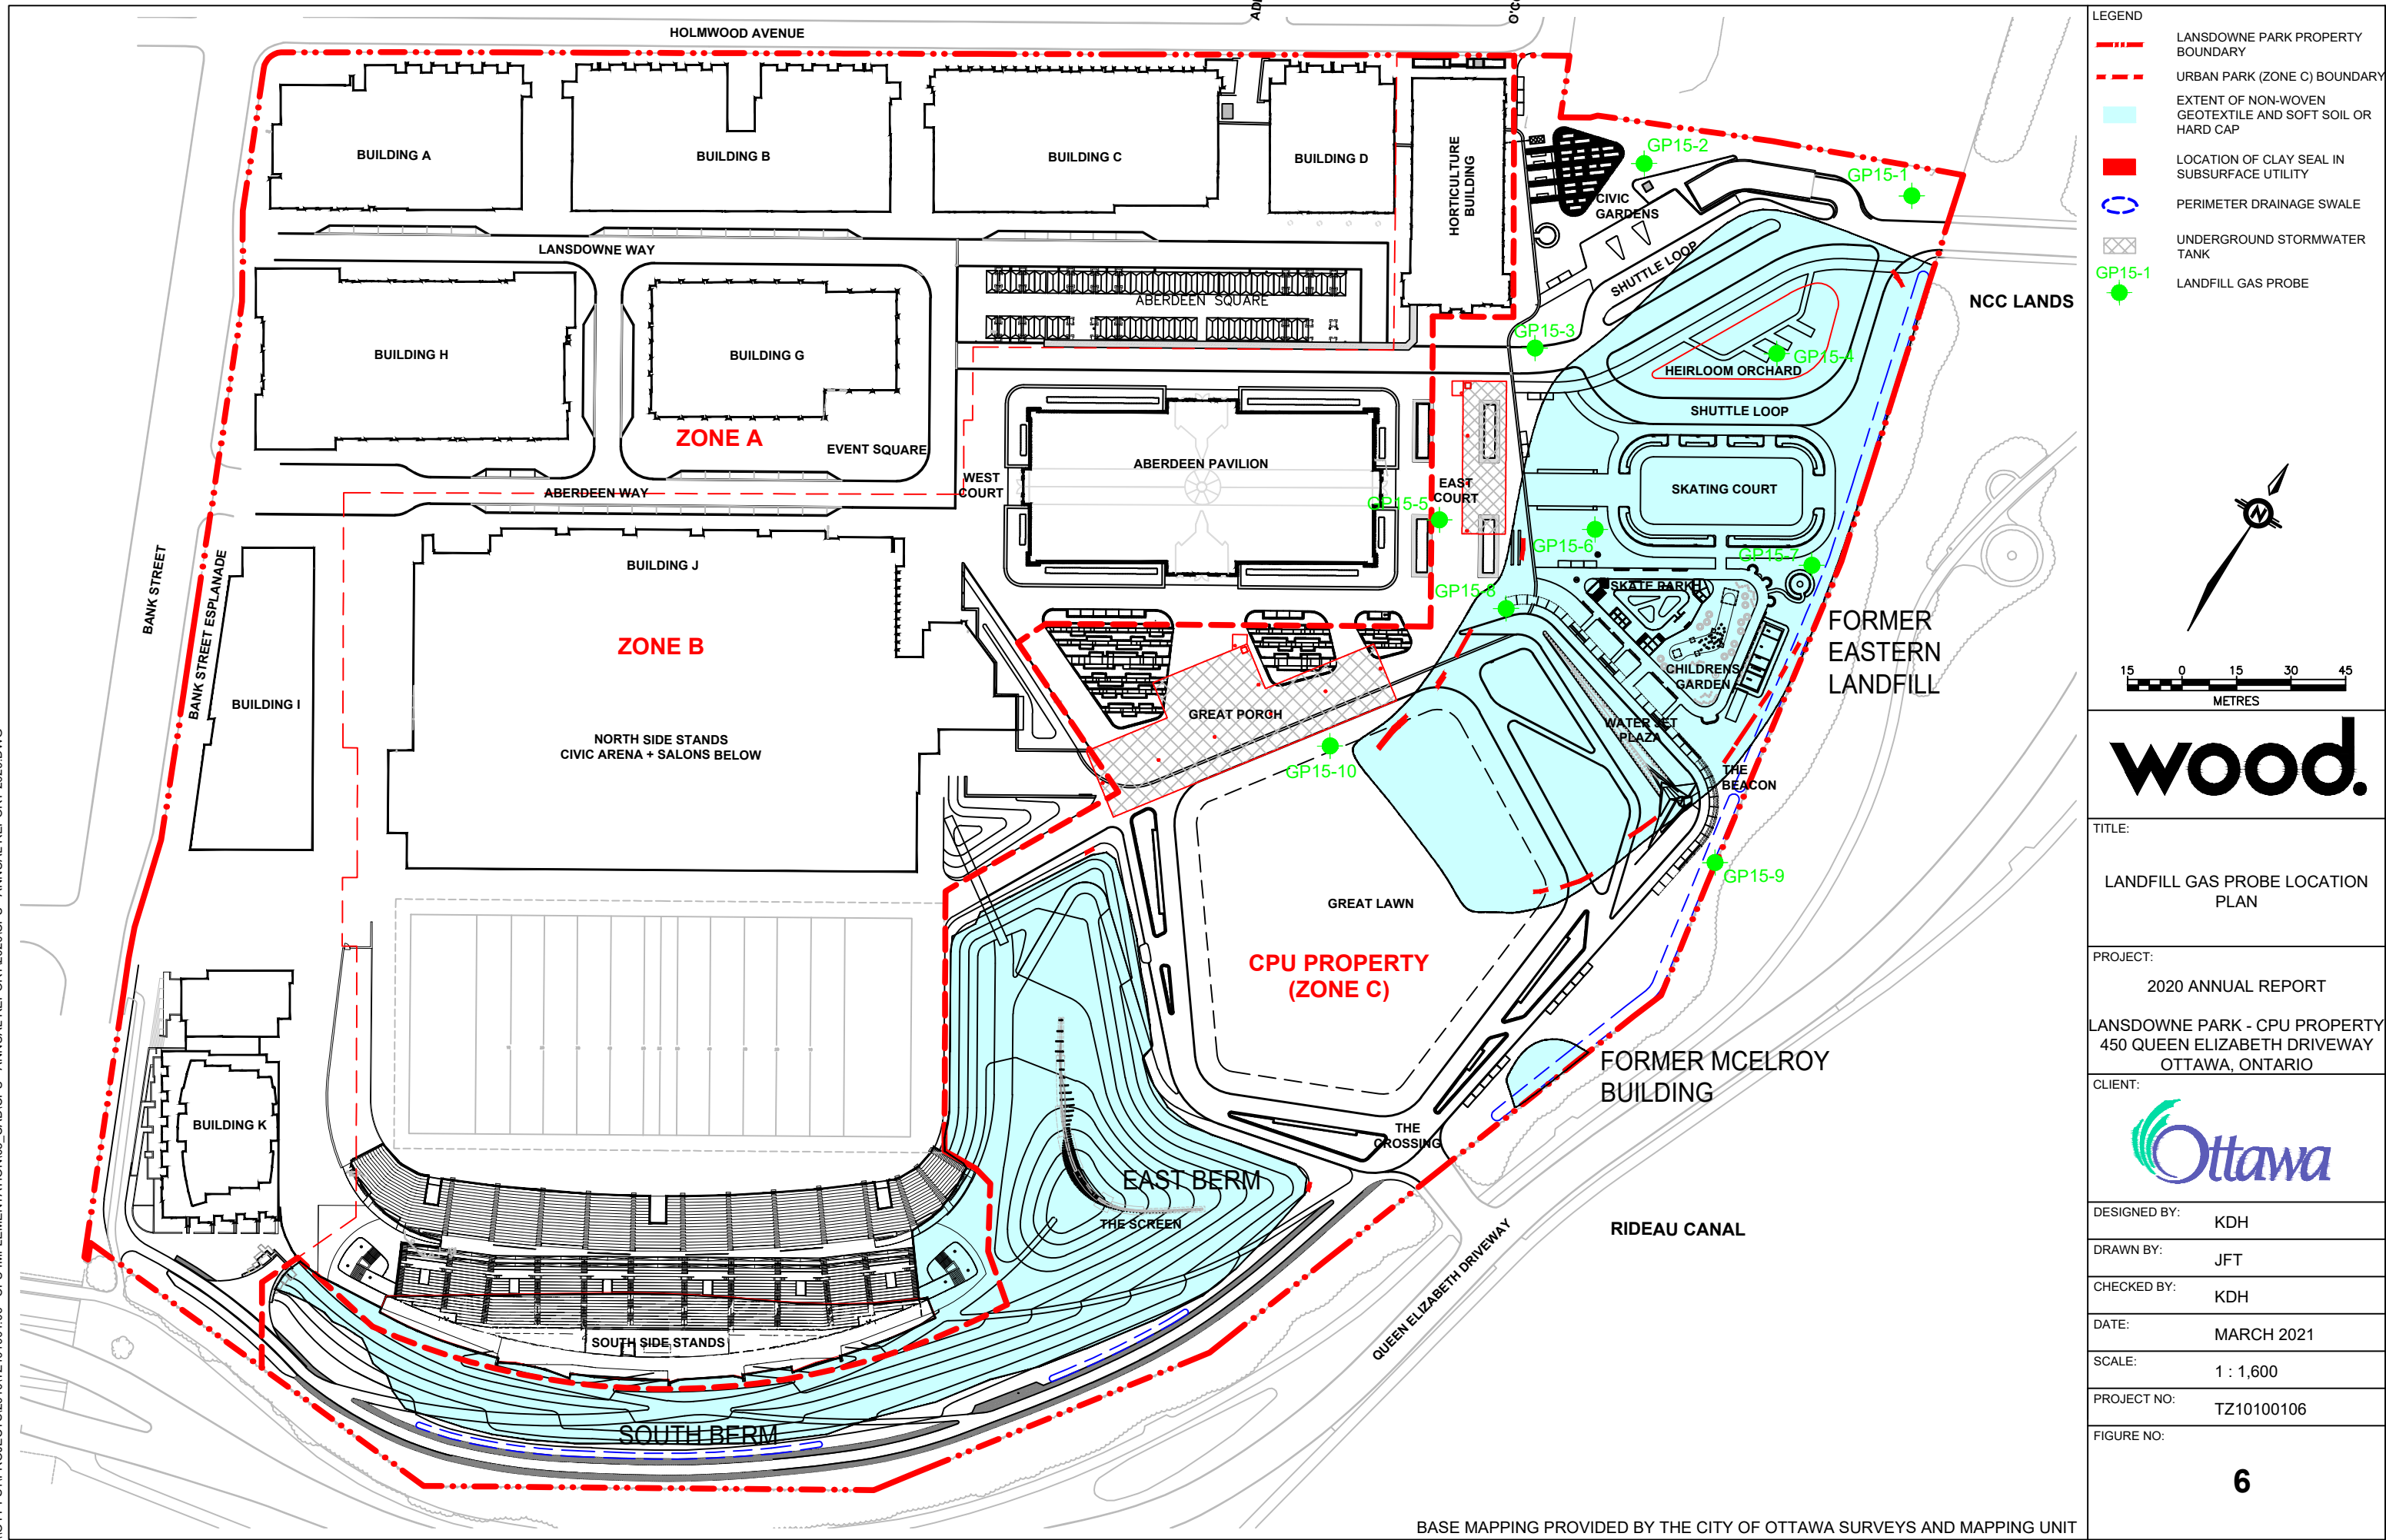 HOLMWOOD AVENUE
BUILDING A
BUILDING B
BUILDING C
BUILDING D
HORTICULTURE
BUILDING
CIVIC
GARDENS
GP15-2
GP15-1
LANSDOWNE WAY
ABERDEEN SQUARE
SHUTTLE LOOP
NCC LANDS
BUILDING H
BUILDING G
GP15-3
GP15-4
HEIRLOOM ORCHARD
SHUTTLE LOOP
ZONE A
EVENT SQUARE
WEST
COURT
ABERDEEN PAVILION
EAST
COURT
SKATING COURT
ABERDEEN WAY
GP15-5
GP15-6
GP15-7
GP15-8
SKATE PARK
BANK STREET
BANK STREET ESPLANADE
BUILDING J
ZONE B
BUILDING I
NORTH SIDE STANDS
CIVIC ARENA + SALONS BELOW
GREAT PORCH
GP15-10
CHILDRENS
GARDEN
WATER JET
PLAZA
THE
BEACON
FORMER
EASTERN
LANDFILL
GP15-9
GREAT LAWN
CPU PROPERTY
(ZONE C)
FORMER MCELROY
BUILDING
BUILDING K
THE
CROSSING
EAST BERM
THE SCREEN
RIDEAU CANAL
QUEEN ELIZABETH DRIVEWAY
SOUTH SIDE STANDS
SOUTH BERM
BASE MAPPING PROVIDED BY THE CITY OF OTTAWA SURVEYS AND MAPPING UNIT
LEGEND
LANSDOWNE PARK PROPERTY
BOUNDARY
URBAN PARK (ZONE C) BOUNDARY
EXTENT OF NON-WOVEN
GEOTEXTILE AND SOFT SOIL OR
HARD CAP
LOCATION OF CLAY SEAL IN
SUBSURFACE UTILITY
PERIMETER DRAINAGE SWALE
UNDERGROUND STORMWATER
TANK
GP15-1
LANDFILL GAS PROBE
N
15 0 15 30 45
METRES
wood.
TITLE:
LANDFILL GAS PROBE LOCATION
PLAN
PROJECT:
2020 ANNUAL REPORT
LANSDOWNE PARK - CPU PROPERTY
450 QUEEN ELIZABETH DRIVEWAY
OTTAWA, ONTARIO
CLIENT:
Ottawa
DESIGNED BY:
KDH
DRAWN BY:
JFT
CHECKED BY:
KDH
DATE:
MARCH 2021
SCALE:
1 : 1,600
PROJECT NO:
TZ10100106
FIGURE NO:
6